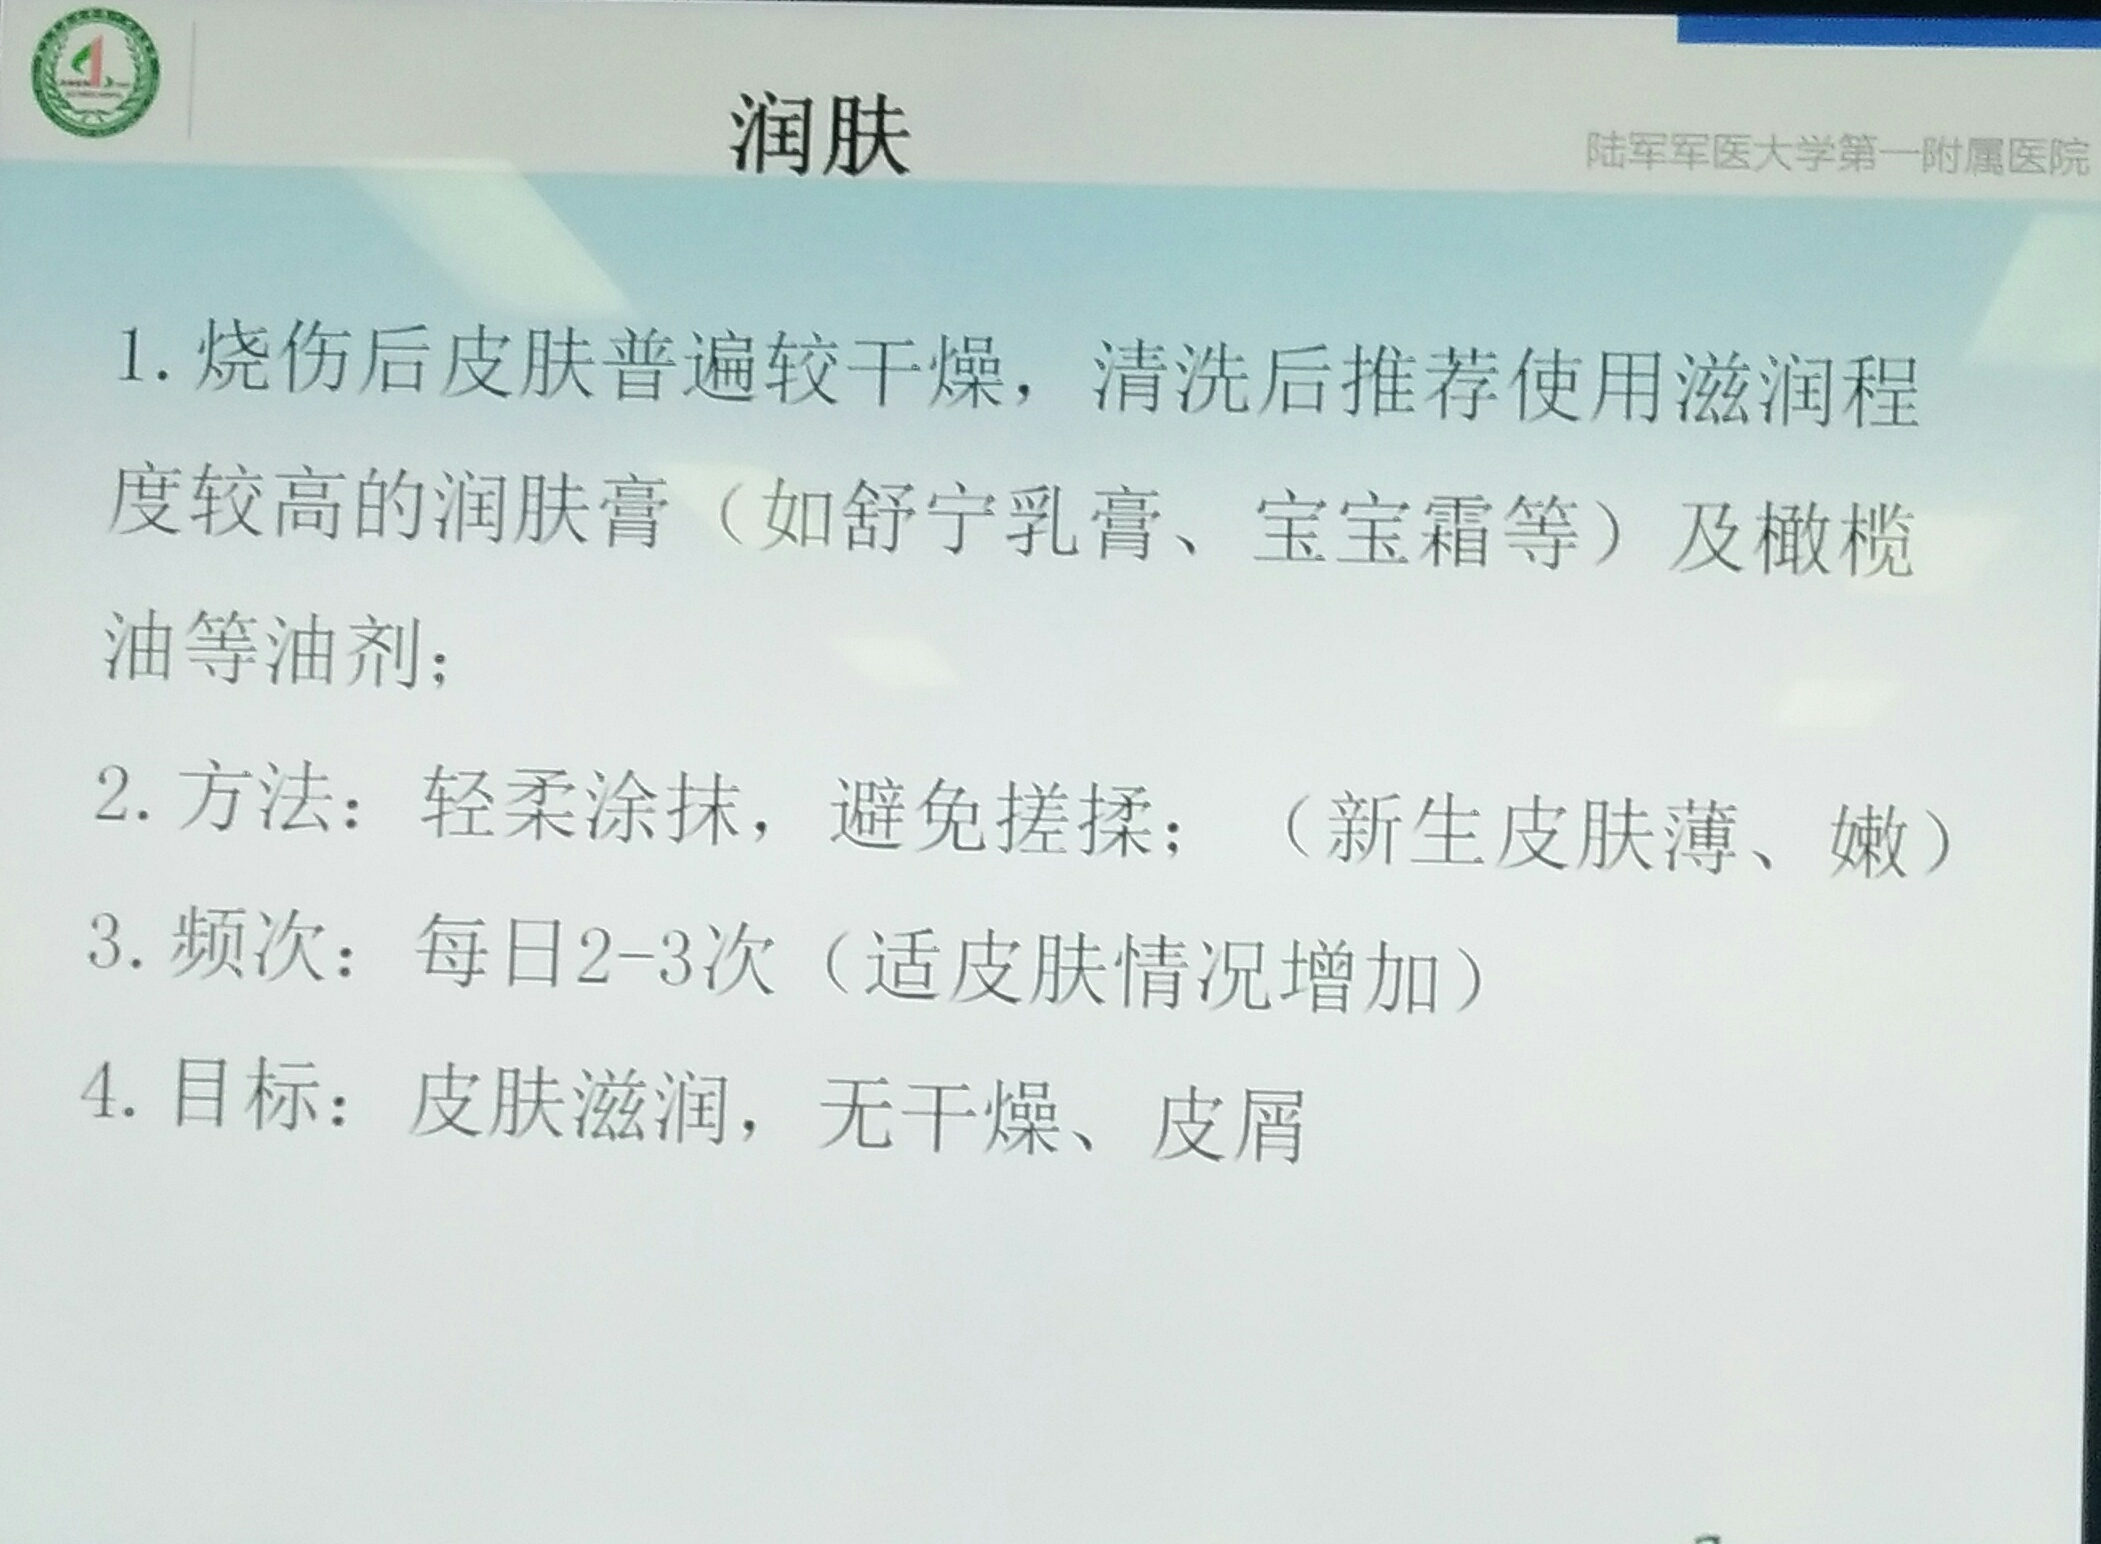 润肤
陆军军医大学第一附属医院
1.烧伤后皮肤普遍较干燥，清洗后推荐使用滋润程
度较高的润肤膏（如舒宁乳膏、宝宝霜等）及橄榄
油等油剂；
2.方法：轻柔涂抹，避免搓揉；（新生皮肤薄、嫩）
3.频次：每日2-3次（适皮肤情况增加）
4.目标：皮肤滋润，无干燥、皮屑